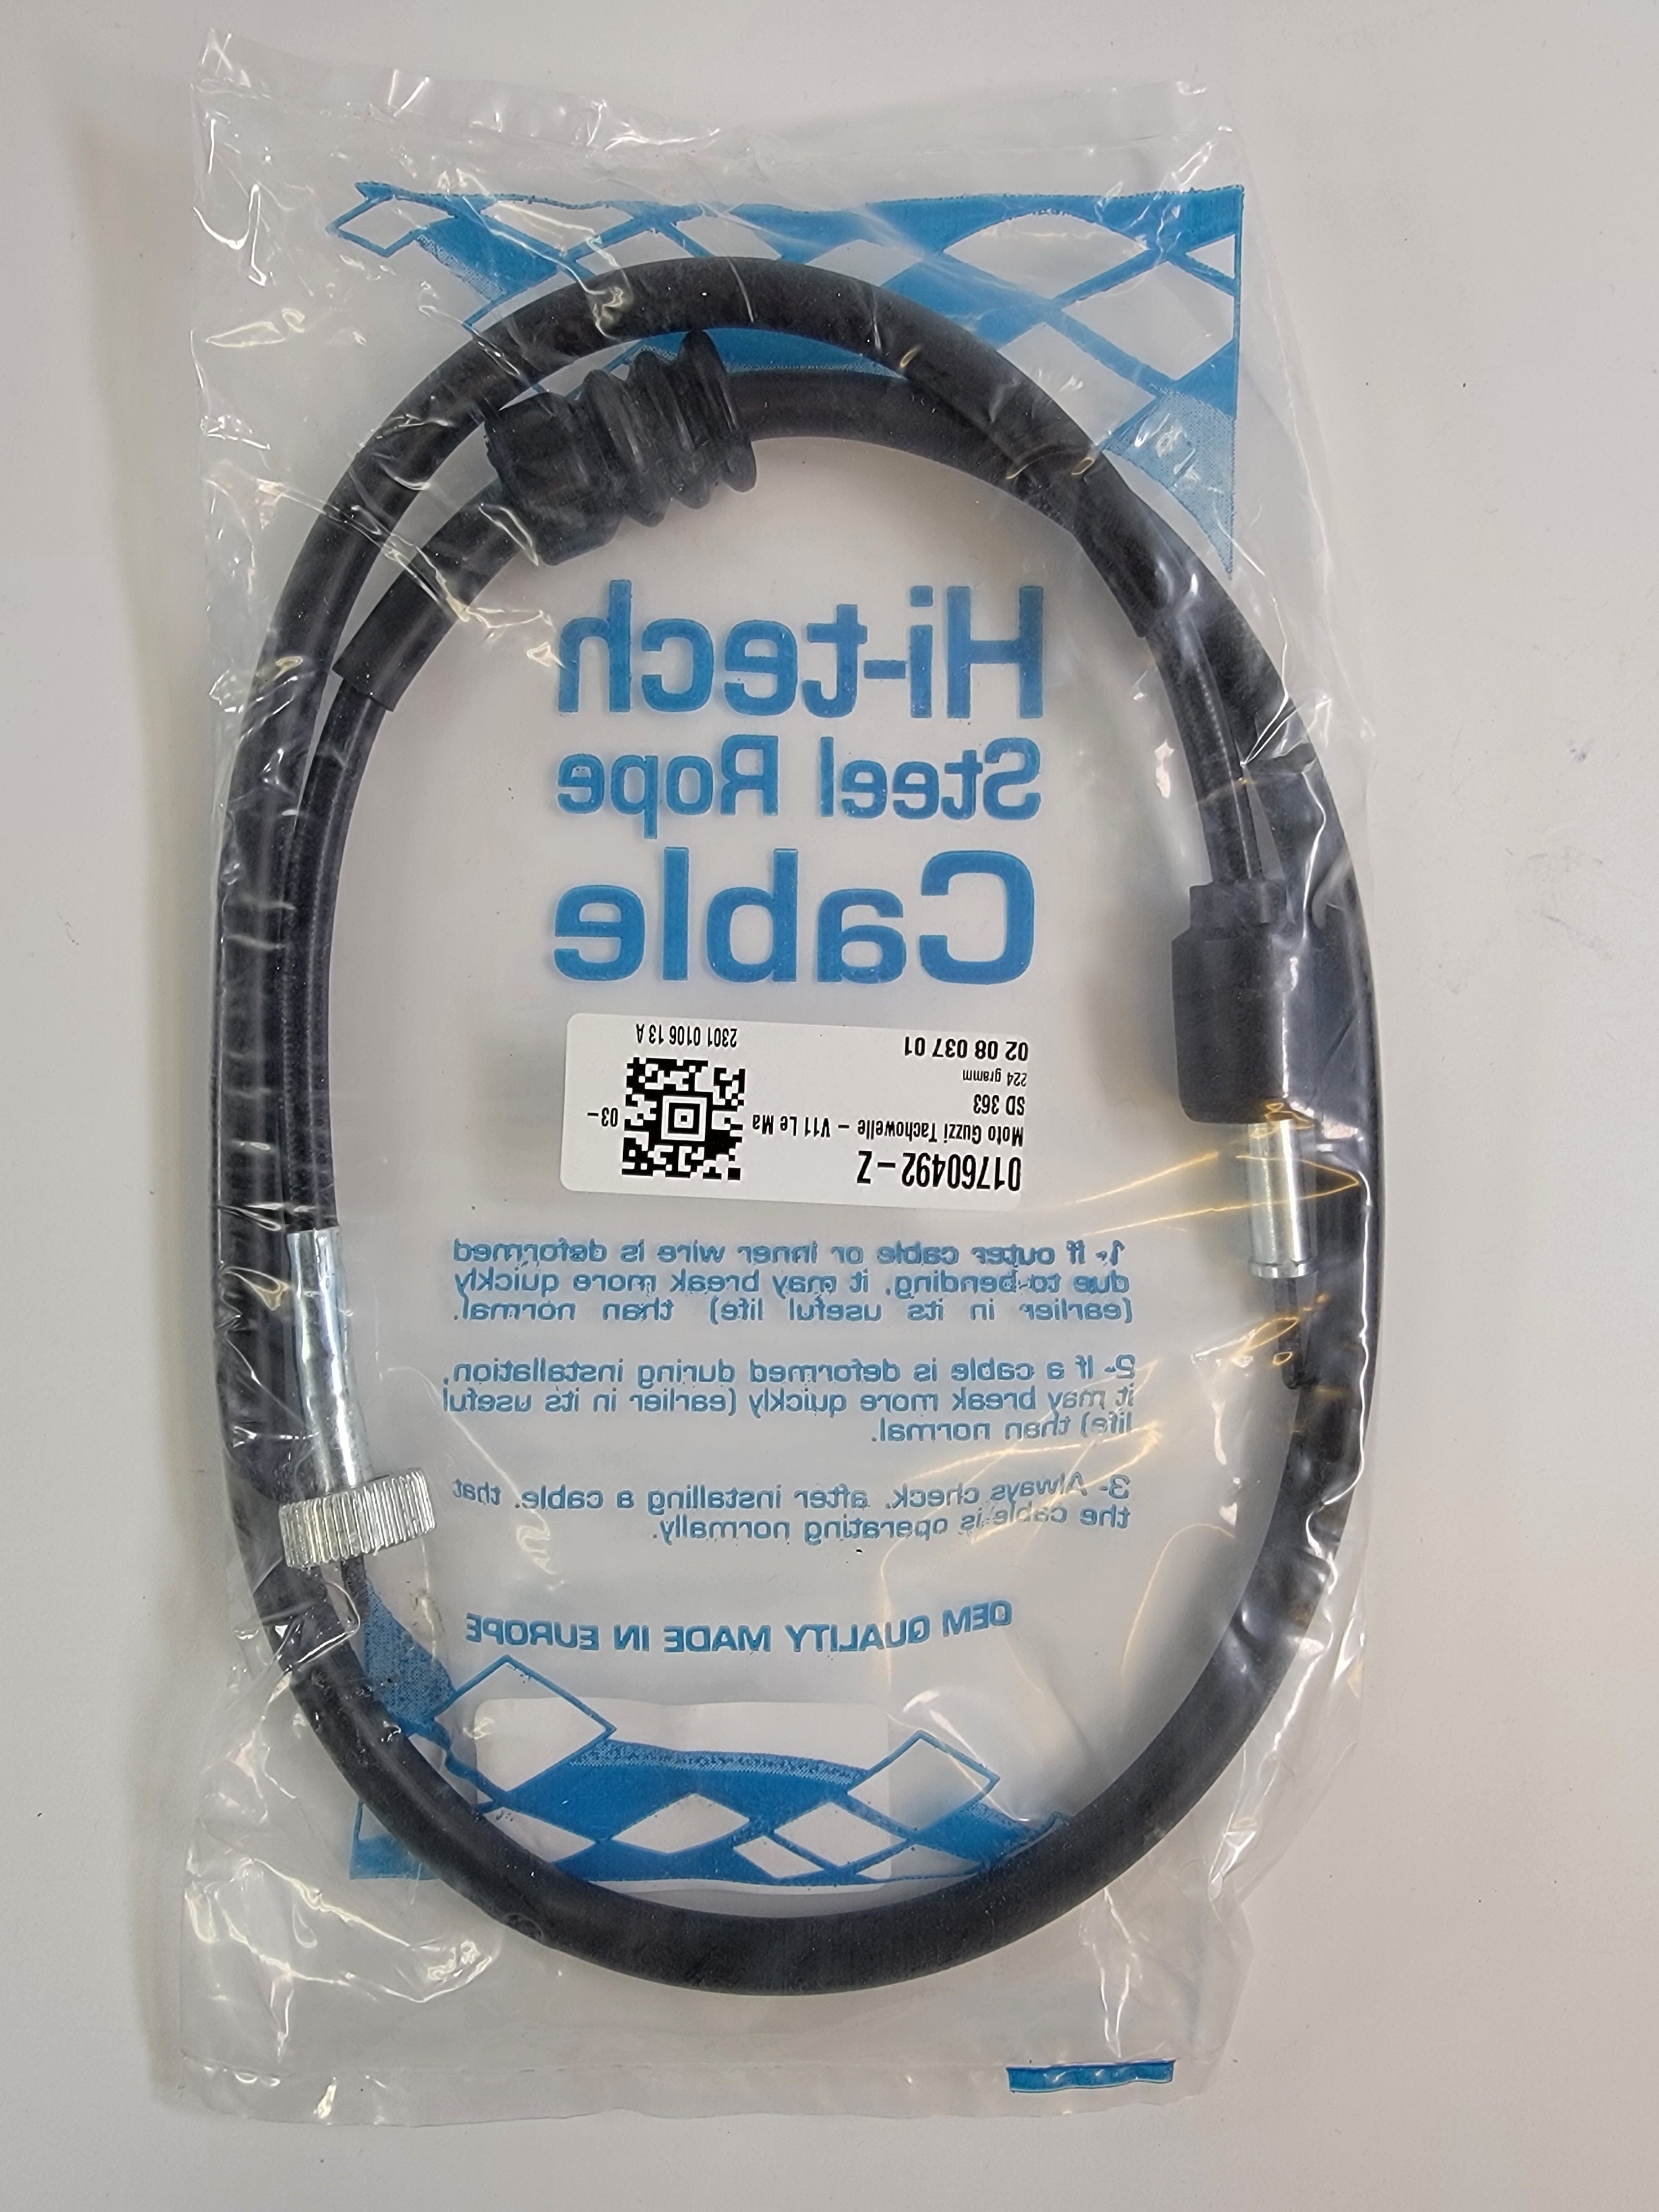 Hi-tech
Steel Rope
Cable
01760492-Z
Moto Guzzi Tachowelle - V11 Le Ma
03-
SD 363
224 gramm
02 08 037 01
2301 0106 13 A
1- If outer cable or inner wire is deformed
due to bending, it may break more quickly
(earlier in its useful life) than normal.
2- If a cable is deformed during installation,
it may break more quickly (earlier in its useful
life) than normal.
3- Always check, after installing a cable, that
the cable is operating normally.
OEM QUALITY MADE IN EUROPE